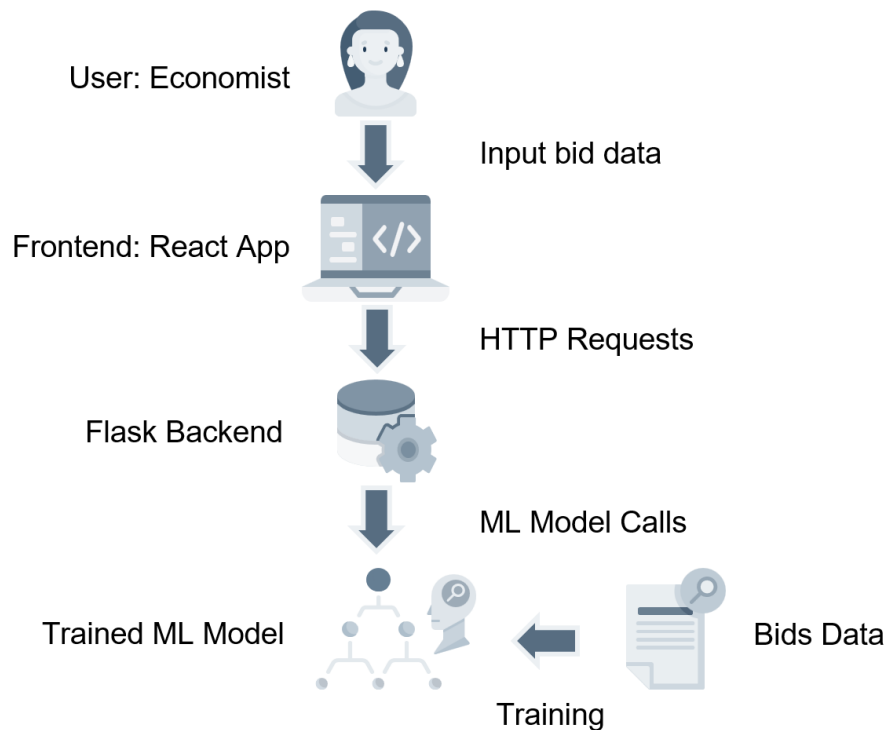 User: Economist
Input bid data
Frontend: React App
</>
HTTP Requests
Flask Backend
ML Model Calls
Trained ML Model
Bids Data
Training